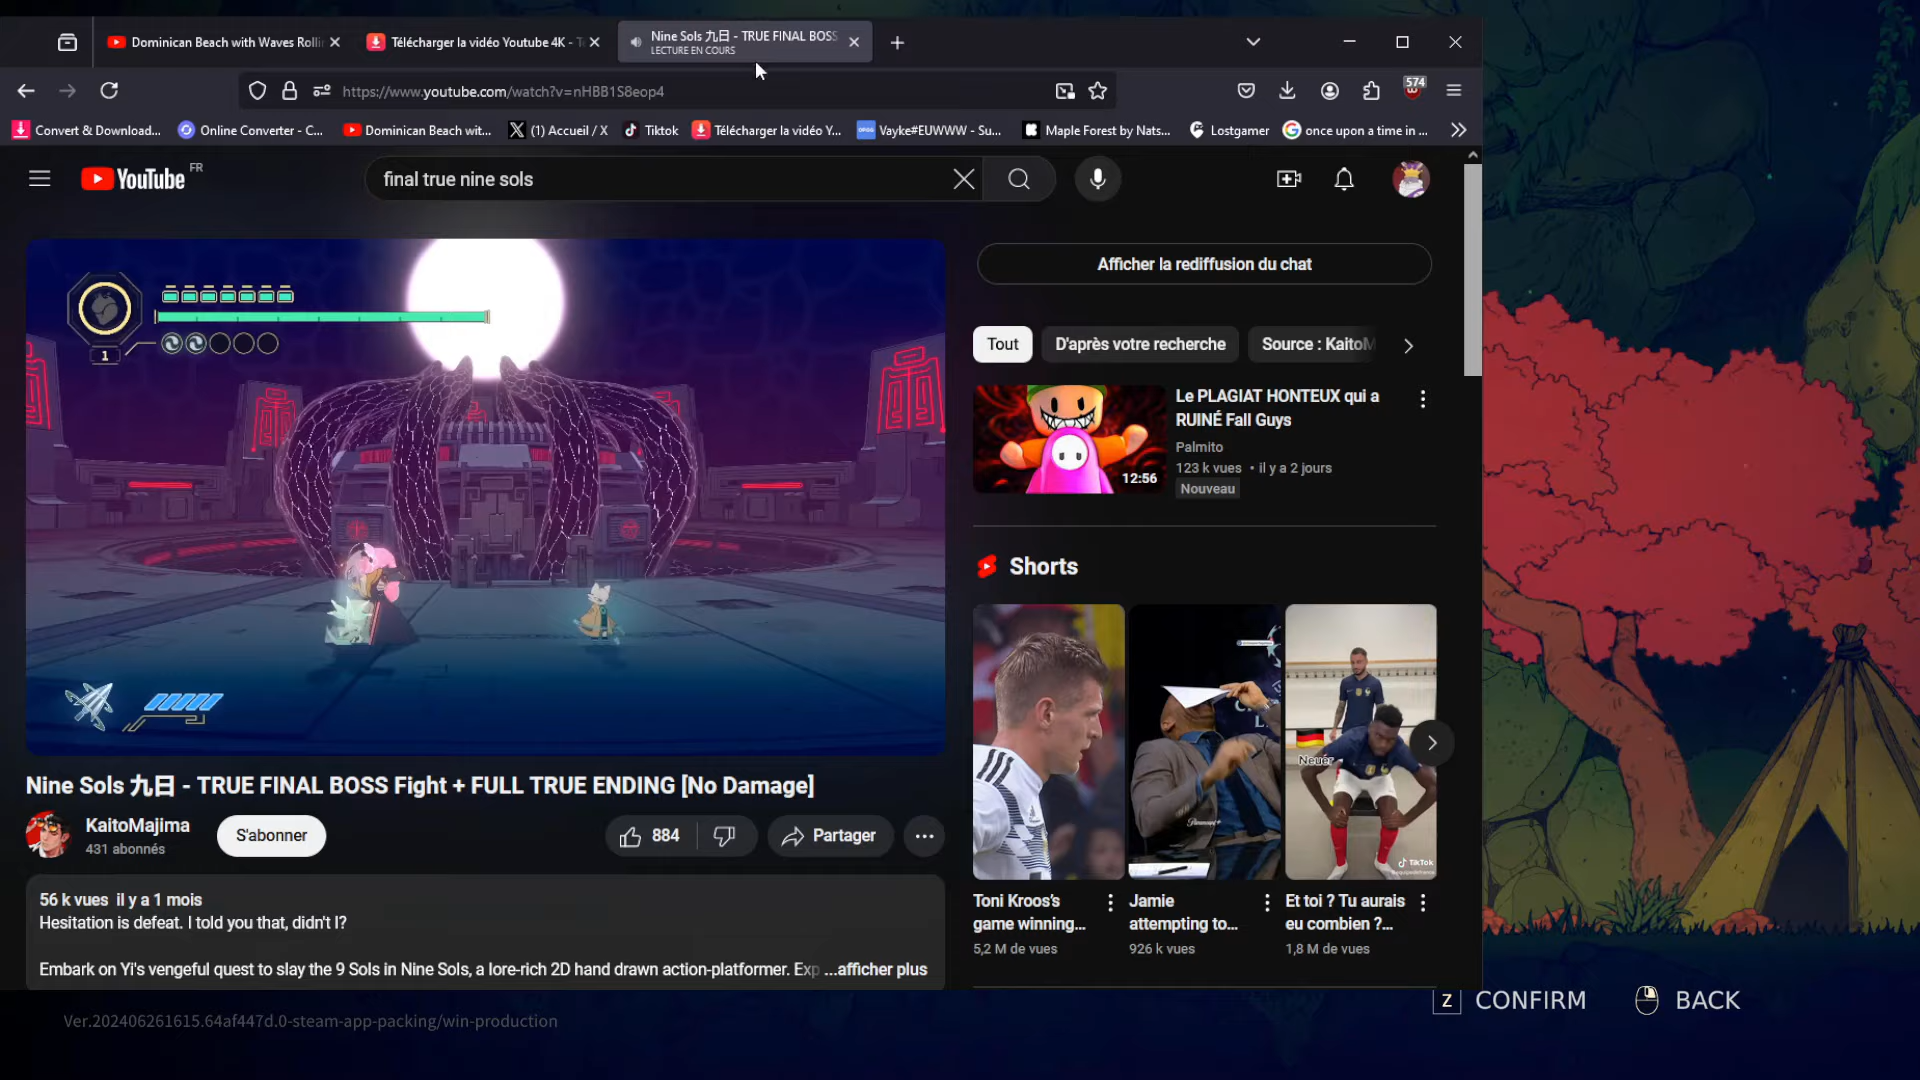 Dominican Beach with Waves Rolli
Télécharger la vidéo Youtube 4K - T
Nine Sols 九日 - TRUE FINAL BOSS
LECTURE EN COURS
https://www.youtube.com/watch?v=nHBB1S8eop4
574
Convert & Download...
Online Converter - C...
Dominican Beach wit...
(1) Accueil / X
Tiktok
Télécharger la vidéo Y...
Vayke#EUWWW - Su...
Maple Forest by Nats...
Lostgamer
once upon a time in ...
YouTube FR
final true nine sols
Afficher la rediffusion du chat
1
Tout
D'après votre recherche
Source : KaitoM
Le PLAGIAT HONTEUX qui a
RUINÉ Fall Guys
Palmito
123 k vues • il y a 2 jours
12:56
Nouveau
Shorts
Neuer
TikTok
Nine Sols 九日 - TRUE FINAL BOSS Fight + FULL TRUE ENDING [No Damage]
KaitoMajima
431 abonnés
S'abonner
884
Partager
56 k vues il y a 1 mois
Hesitation is defeat. I told you that, didn't I?
Embark on Yi's vengeful quest to slay the 9 Sols in Nine Sols, a lore-rich 2D hand drawn action-platformer. Exp ...afficher plus
Toni Kroos's
game winning...
5,2 M de vues
Jamie
attempting to...
926 k vues
Et toi ? Tu aurais
eu combien ?...
1,8 M de vues
Z CONFIRM
BACK
Ver.202406261615.64af447d.0-steam-app-packing/win-production